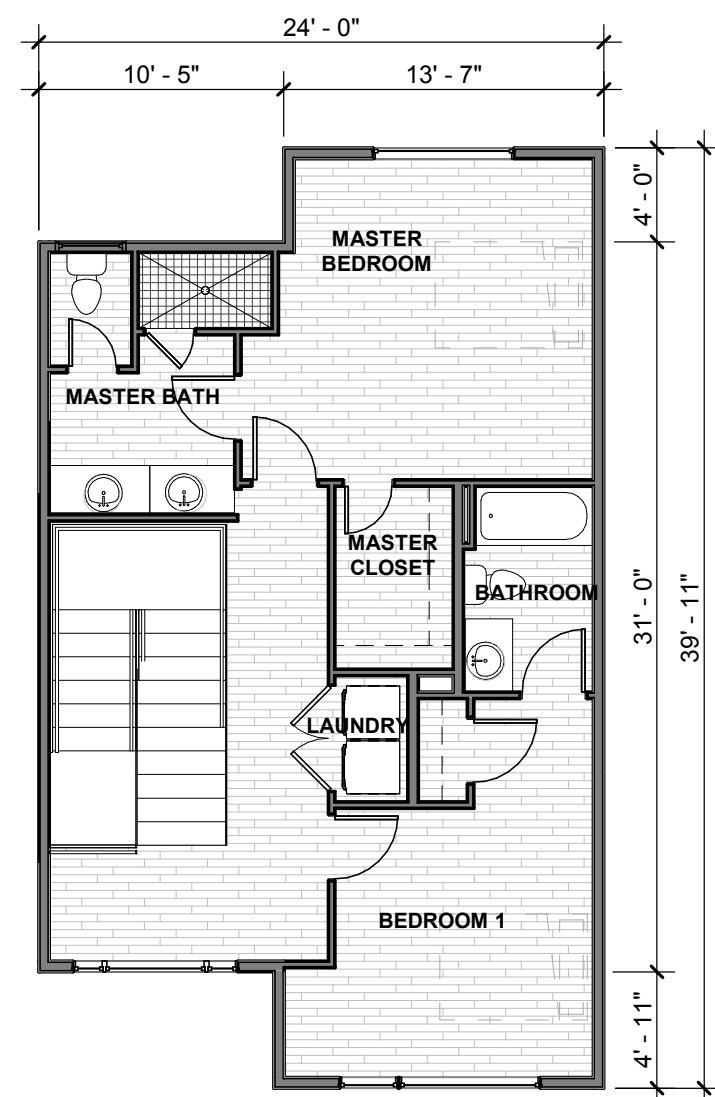 24' - 0"
10' - 5"
13' - 7"
4' - 0"
MASTER
BEDROOM
MASTER BATH
MASTER
CLOSET
BATHROOM
31' - 0"
39' - 11"
LAUNDRY
BEDROOM 1
4' - 11"